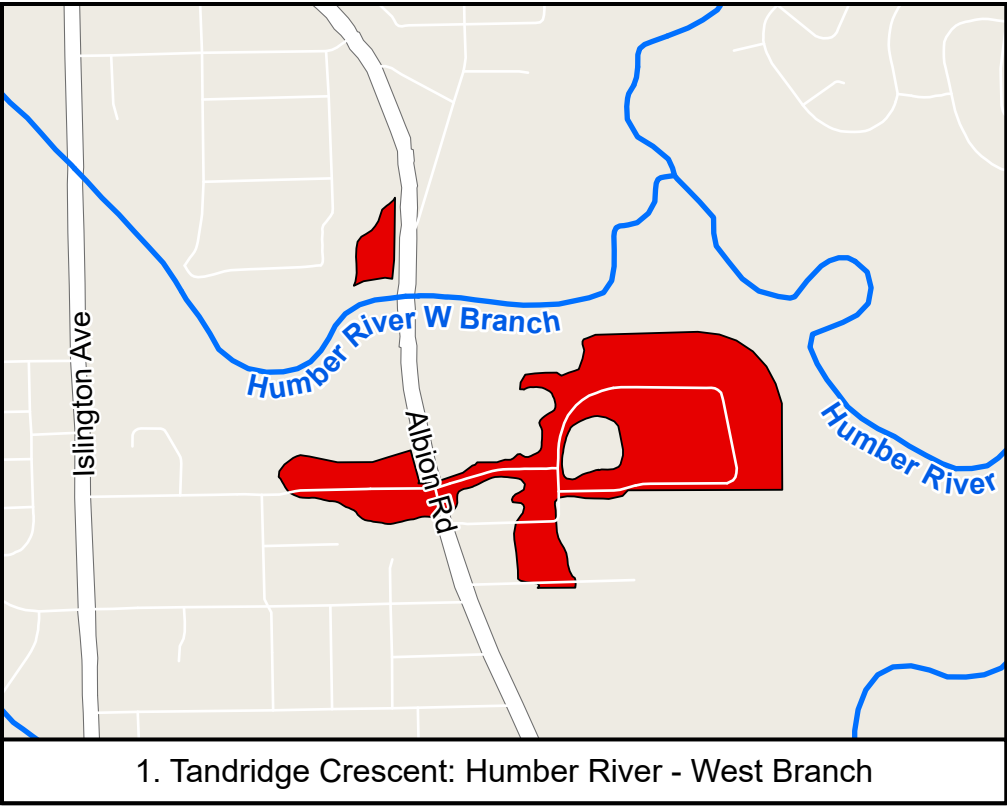 Islington Ave
Humber River W Branch
Albion Rd
Humber River
1. Tandridge Crescent: Humber River - West Branch